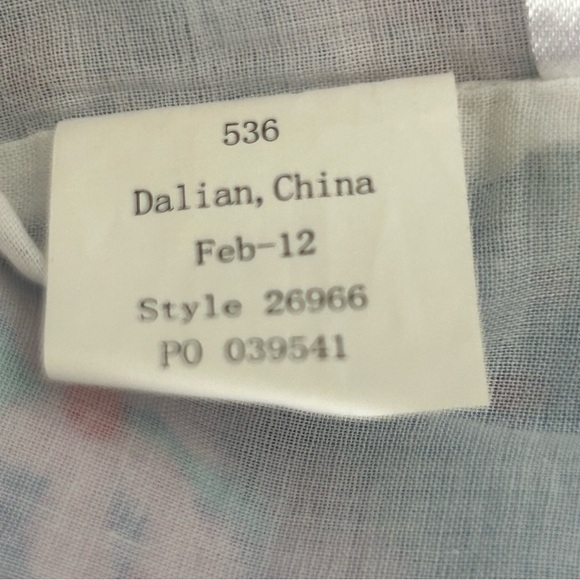 536
Dalian, China
Feb-12
Style 26966
PO 039541